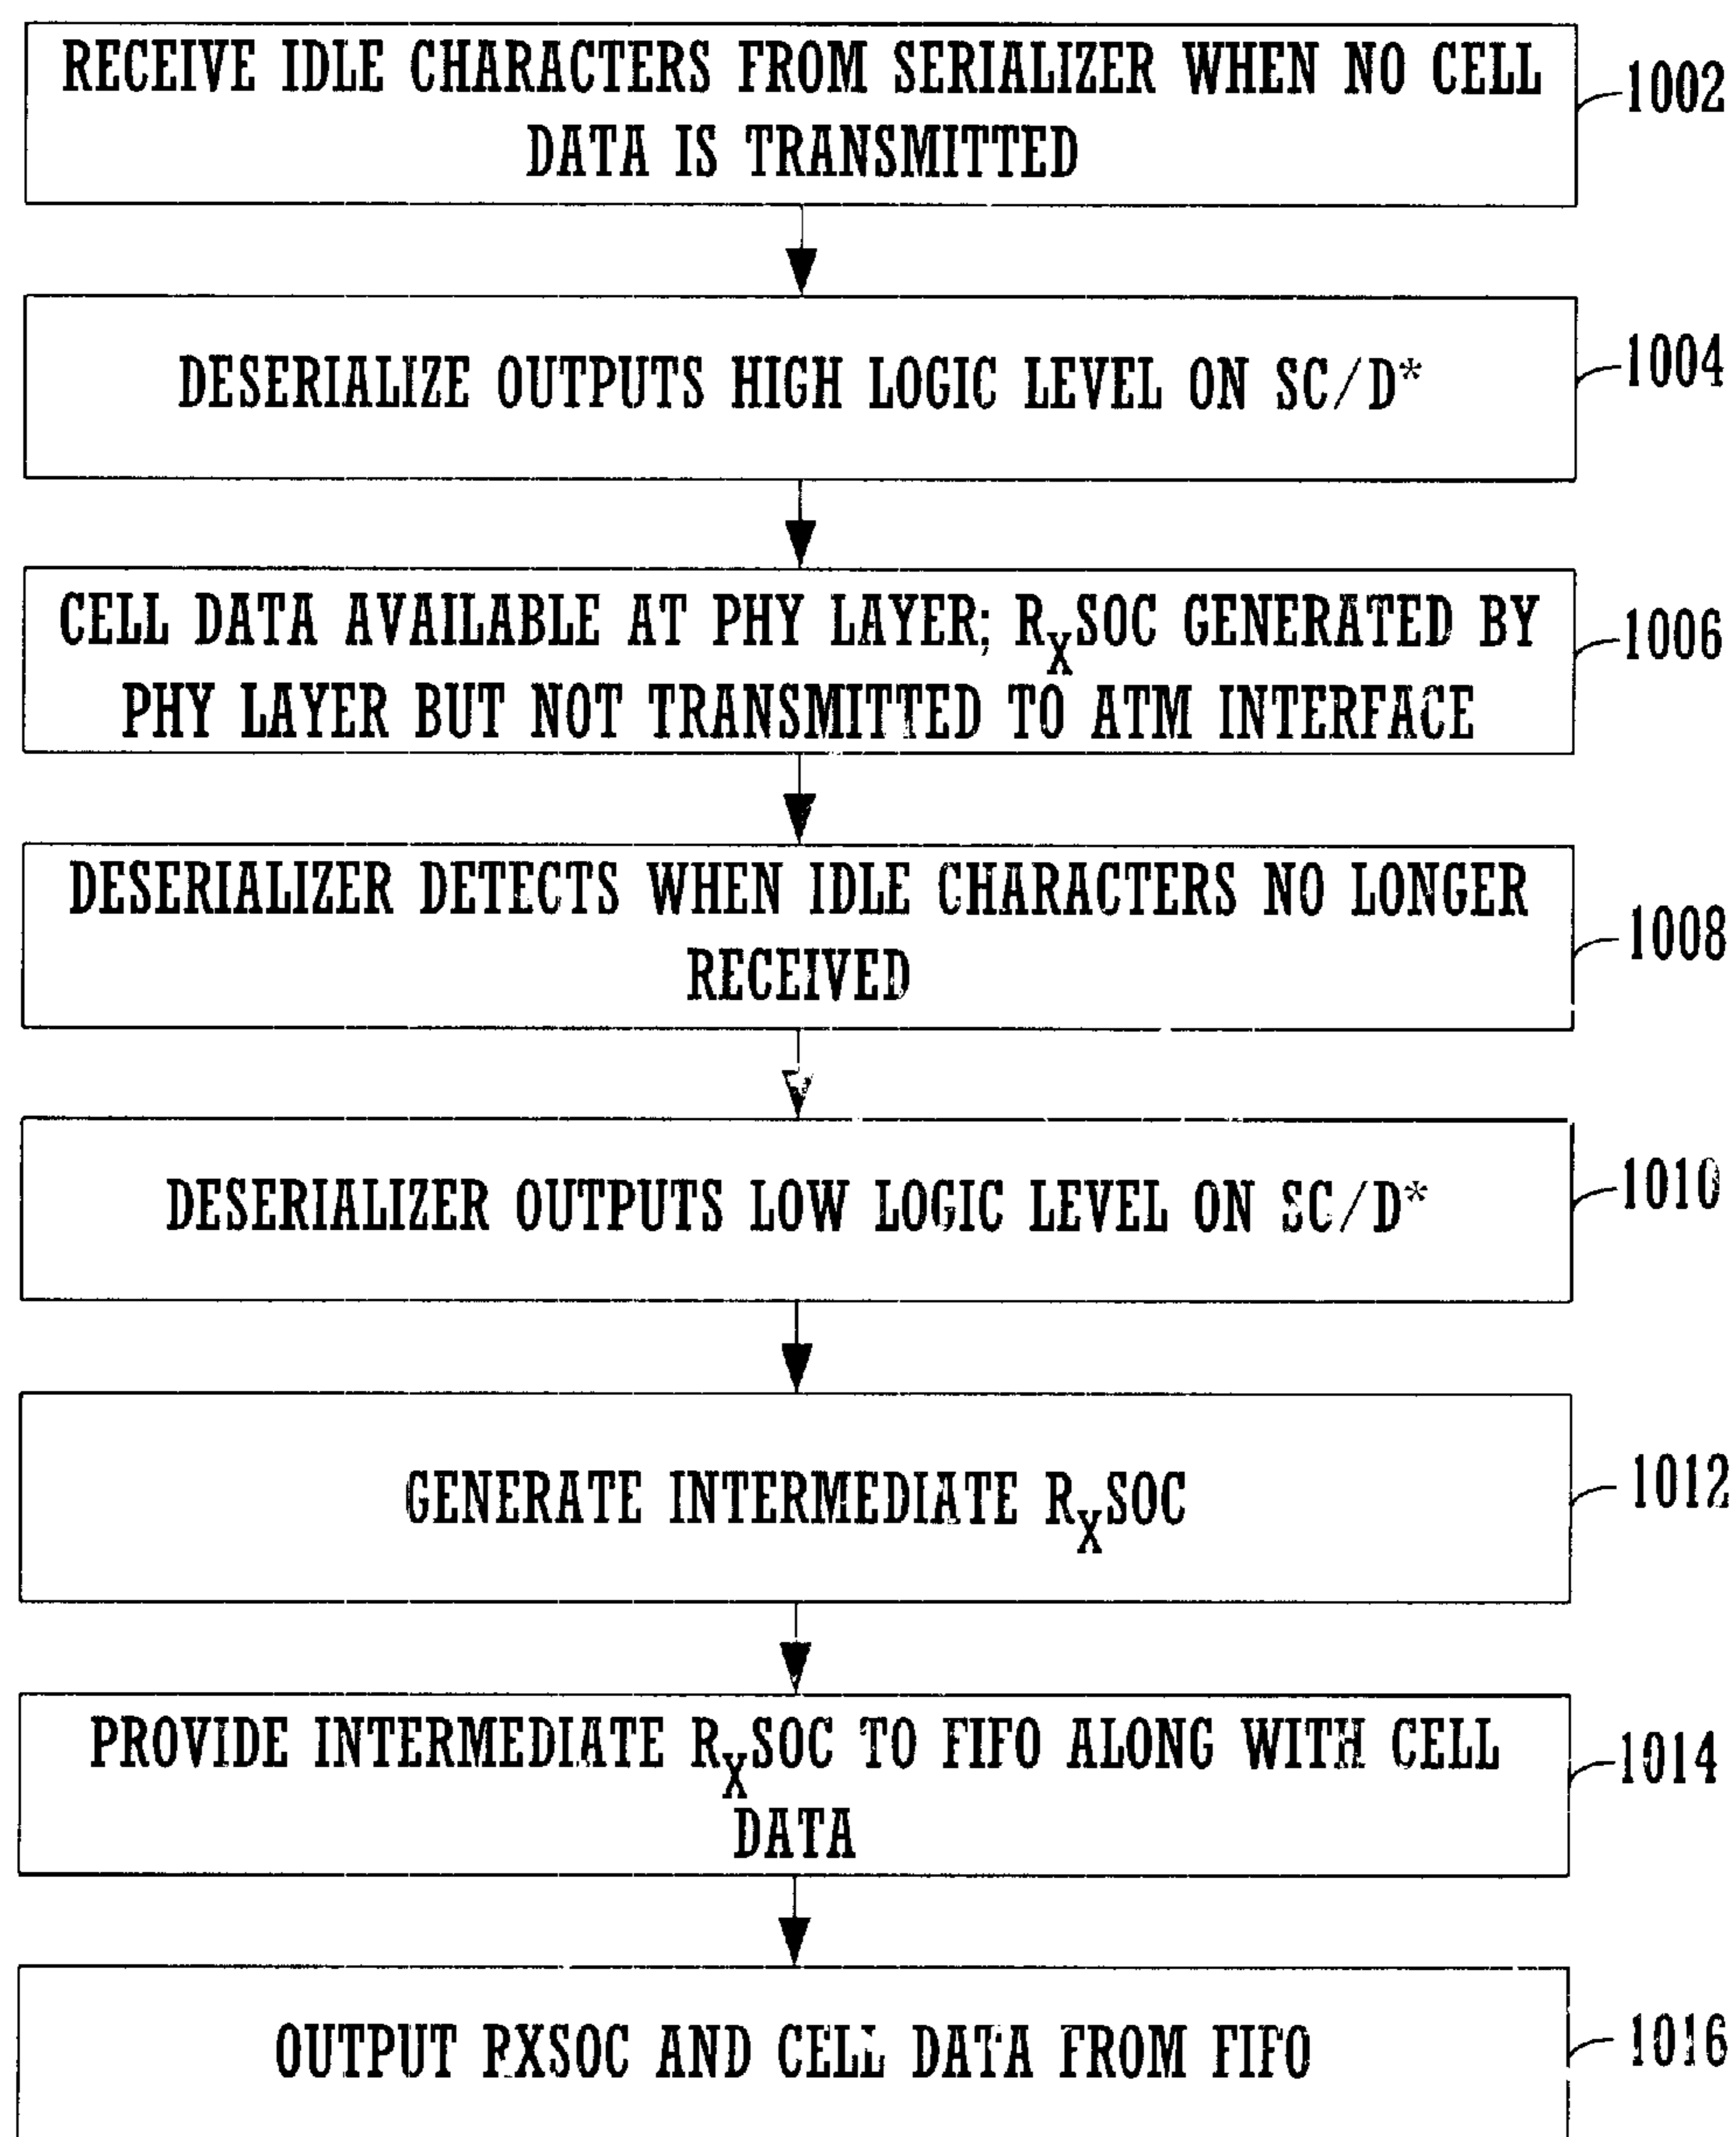 RECEIVE IDLE CHARACTERS FROM SERIALIZER WHEN NO CELL
DATA IS TRANSMITTED
1002
DESERIALIZE OUTPUTS HIGH LOGIC LEVEL ON SC/D*
1004
CELL DATA AVAILABLE AT PHY LAYER; RXSOC GENERATED BY
PHY LAYER BUT NOT TRANSMITTED TO ATM INTERFACE
1006
DESERIALIZER DETECTS WHEN IDLE CHARACTERS NO LONGER
RECEIVED
1008
DESERIALIZER OUTPUTS LOW LOGIC LEVEL ON SC/D*
1010
GENERATE INTERMEDIATE RXSOC
1012
PROVIDE INTERMEDIATE RXSOC TO FIFO ALONG WITH CELL
DATA
1014
OUTPUT RXSOC AND CELL DATA FROM FIFO
1016